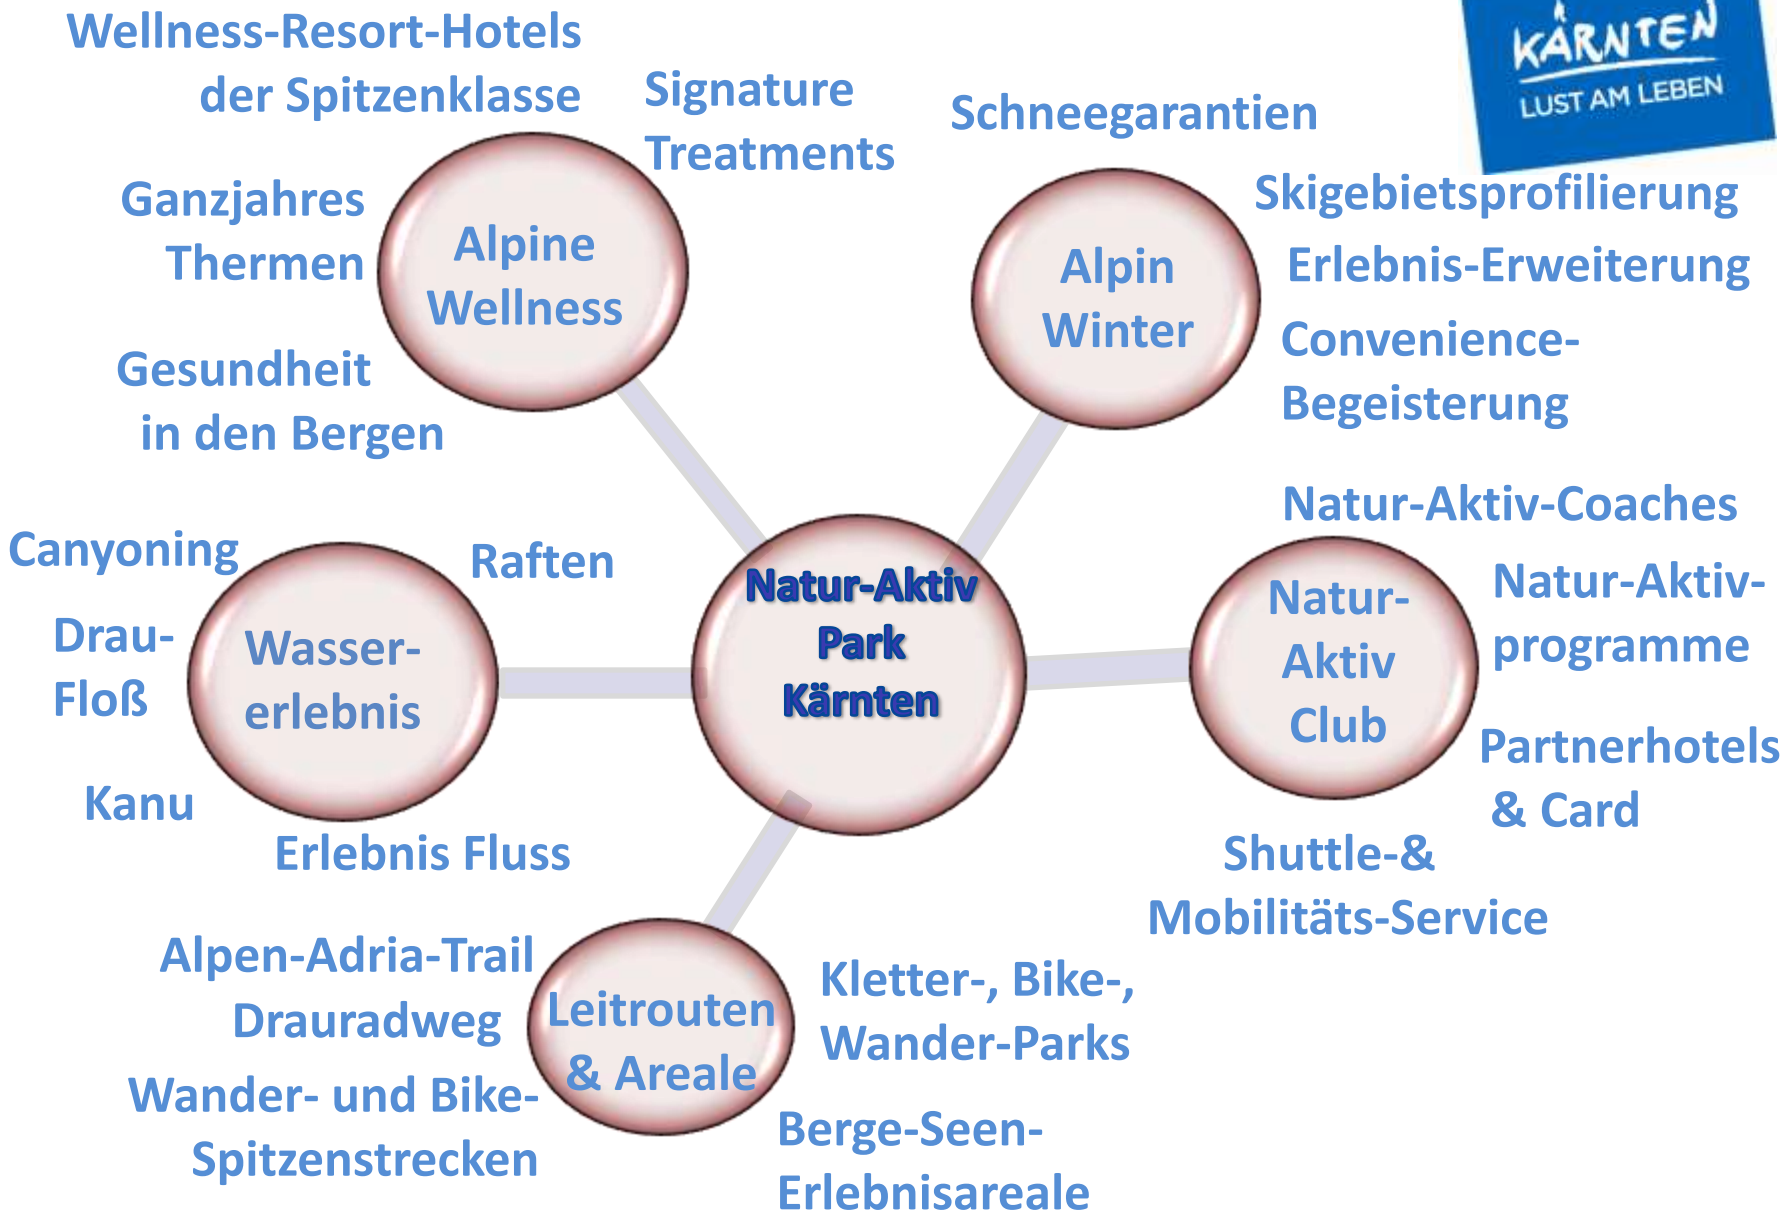 Wellness-Resort-Hotels
der Spitzenklasse
Signature
Treatments
Ganzjahres
Thermen
Alpine
Wellness
Gesundheit
in den Bergen
KÄRNTEN
LUST AM LEBEN
Schneegarantien
Skigebietsprofilierung
Erlebnis-Erweiterung
Convenience-
Begeisterung
Alpin
Winter
Natur-Aktiv
Park
Kärnten
Canyoning
Raften
Drau-
Floß
Wasser-
erlebnis
Kanu
Erlebnis Fluss
Natur-Aktiv-Coaches
Natur-
Aktiv
Club
Natur-Aktiv-
programme
Partnerhotels
& Card
Shuttle-&
Mobilitäts-Service
Alpen-Adria-Trail
Drauradweg
Wander- und Bike-
Spitzenstrecken
Leitrouten
& Areale
Kletter-, Bike-,
Wander-Parks
Berge-Seen-
Erlebnisareale